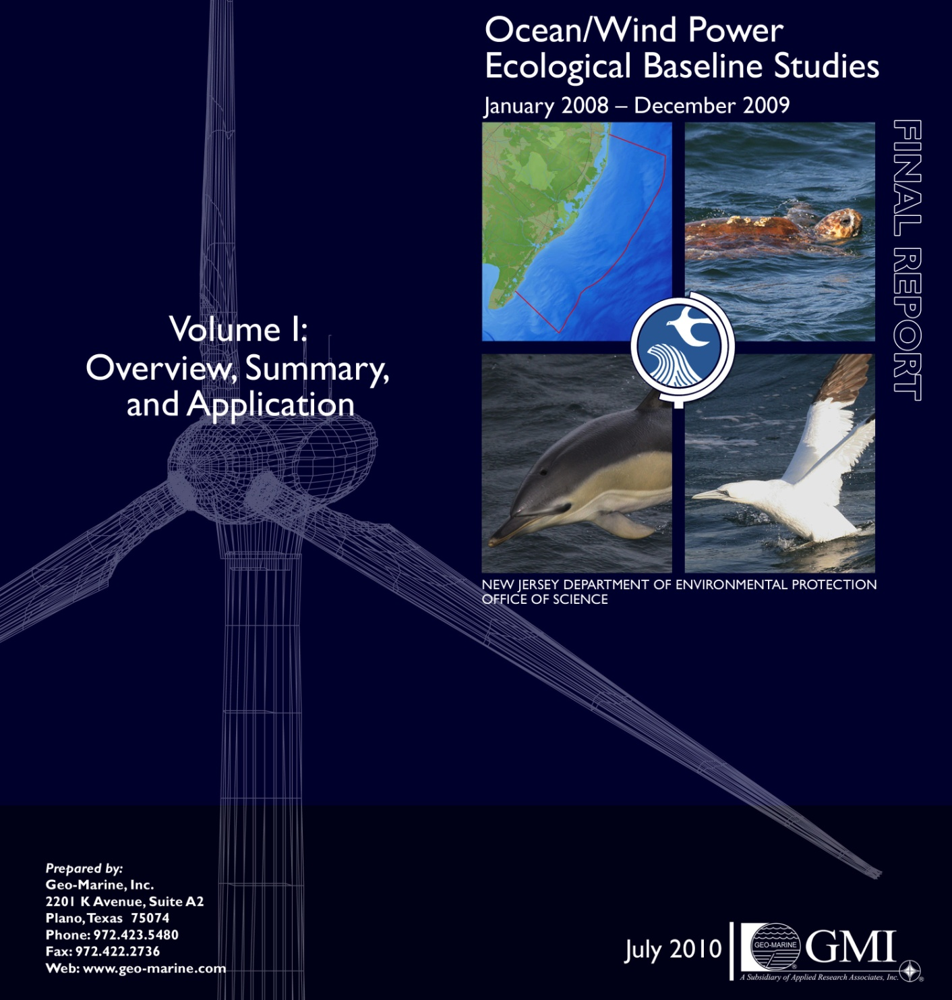 Ocean/Wind Power
Ecological Baseline Studies
January 2008 – December 2009
FINAL REPORT
Volume I:
Overview, Summary,
and Application
NEW JERSEY DEPARTMENT OF ENVIRONMENTAL PROTECTION
OFFICE OF SCIENCE
Prepared by:
Geo-Marine, Inc.
2201 K Avenue, Suite A2
Plano, Texas 75074
Phone: 972.423.5480
Fax: 972.422.2736
Web: www.geo-marine.com
July 2010
GEO-MARINE
®
GMI
A Subsidiary of Applied Research Associates, Inc.
®